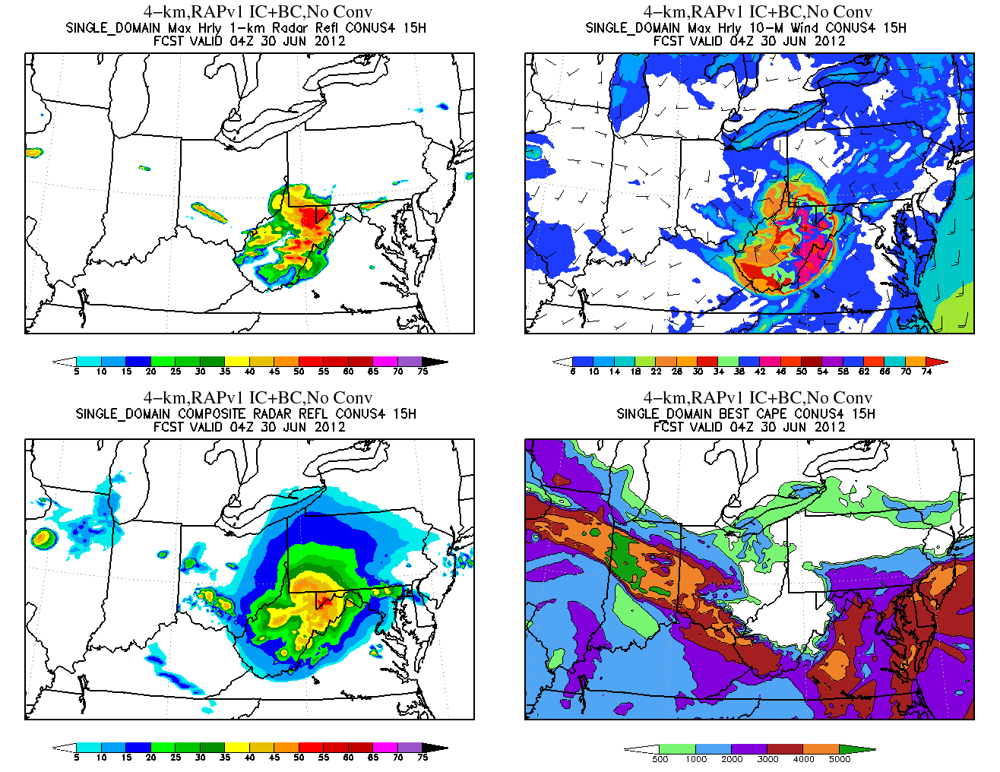 4−km,RAPv1 IC+BC,No Conv
SINGLE_DOMAIN Max Hrly 1-km Radar Refl CONUS4 15H
FCST VALID 04Z 30 JUN 2012
5 10 15 20 25 30 35 40 45 50 55 60 65 70 75
4−km,RAPv1 IC+BC,No Conv
SINGLE_DOMAIN Max Hrly 10-M Wind CONUS4 15H
FCST VALID 04Z 30 JUN 2012
6 10 14 18 22 26 30 34 38 42 46 50 54 58 62 66 70 74
4−km,RAPv1 IC+BC,No Conv
SINGLE_DOMAIN COMPOSITE RADAR REFL CONUS4 15H
FCST VALID 04Z 30 JUN 2012
5 10 15 20 25 30 35 40 45 50 55 60 65 70 75
4−km,RAPv1 IC+BC,No Conv
SINGLE_DOMAIN BEST CAPE CONUS4 15H
FCST VALID 04Z 30 JUN 2012
500 1000 2000 3000 4000 5000